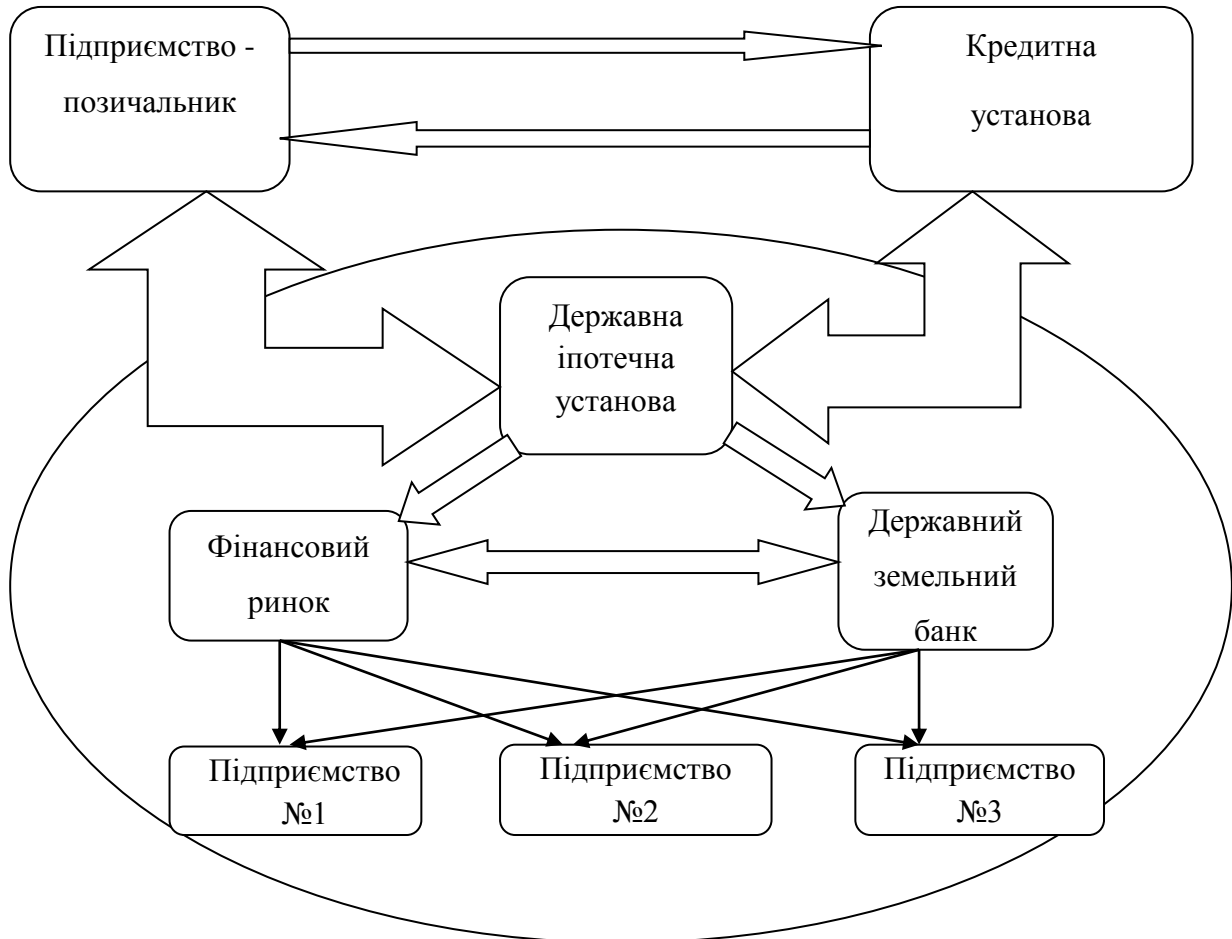 Підприємство -
позичальник
Кредитна
установа
Державна
іпотечна
установа
Фінансовий
ринок
Державний
земельний
банк
Підприємство
№1
Підприємство
№2
Підприємство
№3